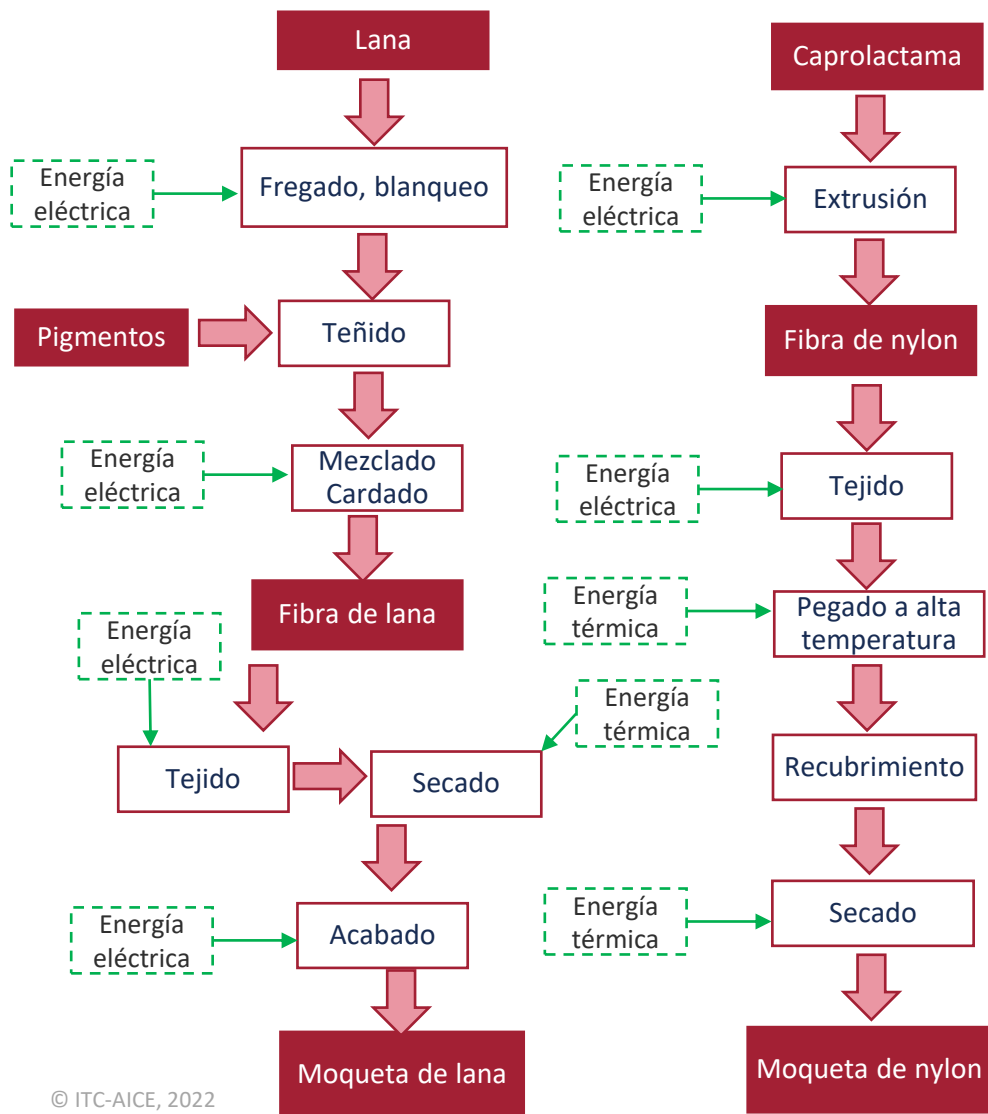 Lana
Energía
eléctrica
Fregado, blanqueo
Pigmentos
Teñido
Energía
eléctrica
Mezclado
Cardado
Fibra de lana
Energía
eléctrica
Tejido
Secado
Energía
térmica
Energía
eléctrica
Acabado
Moqueta de lana
Caprolactama
Energía
eléctrica
Extrusión
Fibra de nylon
Energía
eléctrica
Tejido
Energía
térmica
Pegado a alta
temperatura
Recubrimiento
Energía
térmica
Secado
Moqueta de nylon
© ITC-AICE, 2022